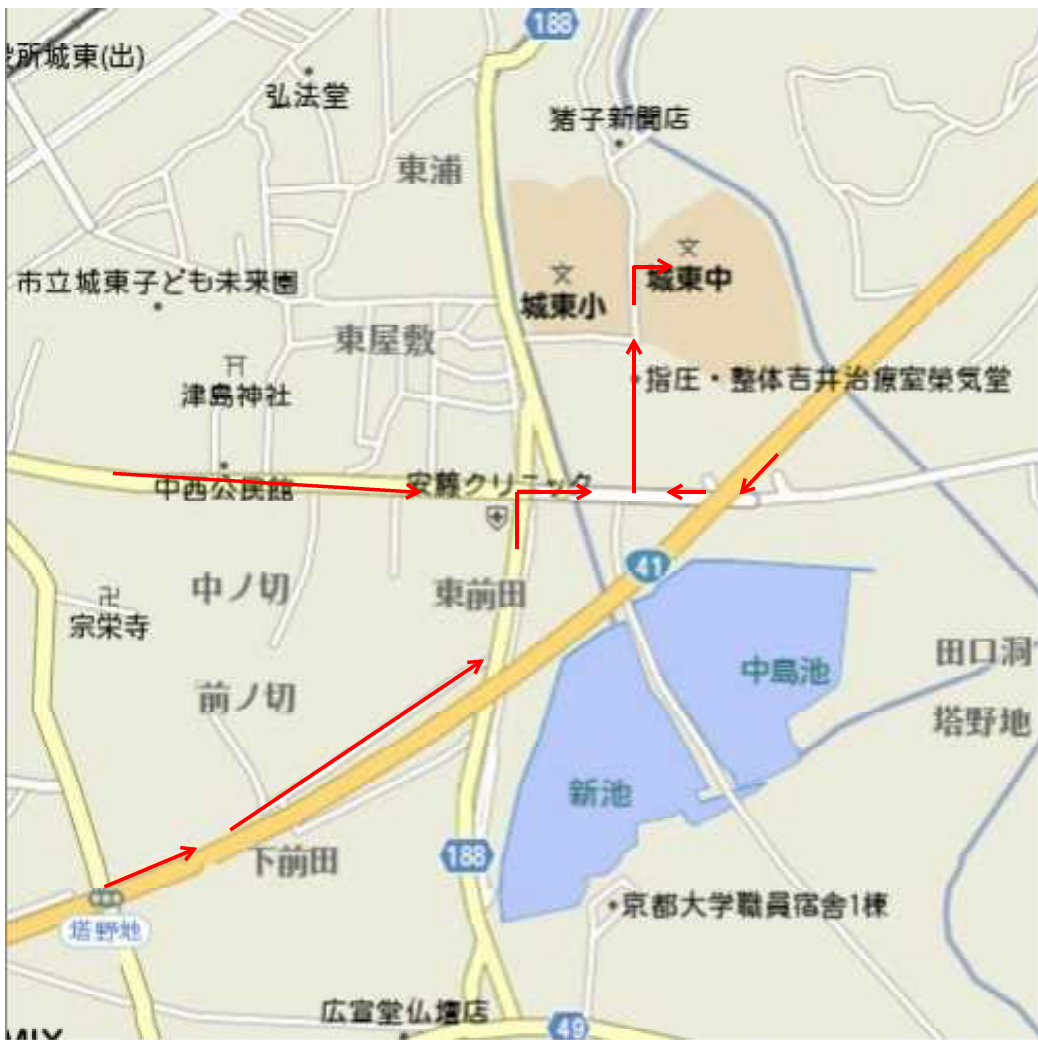 188
所城東(出)
弘法堂
猪子新聞店
東浦
文
城東中
文
市立城東子ども未来園
城東小
東屋敷
指圧・整体吉井治療室榮気堂
津島神社
安藤クリニック
中西公民館
41
中ノ切
東前田
卍
宗栄寺
田口洞
中島池
前ノ切
塔野地
新池
188
下前田
京都大学職員宿舎1棟
塔野地
広宣堂仏壇店
49